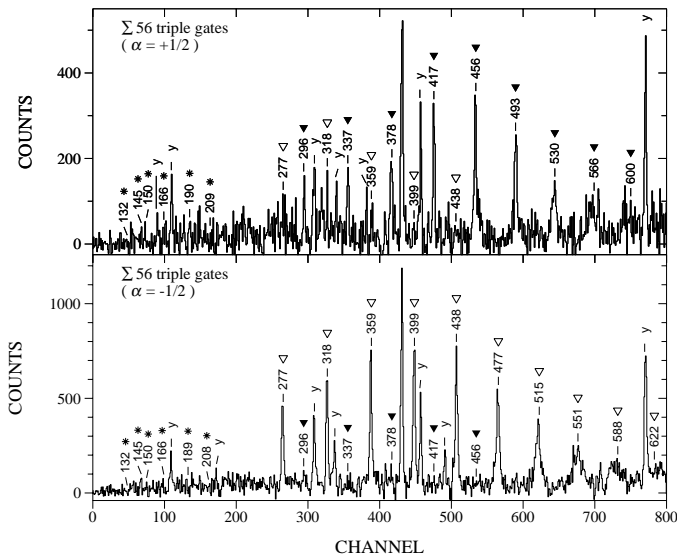 Σ 56 triple gates
( α = +1/2 )
COUNTS
400
200
0
132 * 145 * 150 * y 166 * y 190 * 209 * 277 ▽ 296 ▼ y 318 ▽ y 337 ▼ y 359 ▽ 378 ▼ 399 ▽ y 417 ▼ 438 ▽ 456 ▼ 493 ▼ 530 ▼ 566 ▼ 600 ▼ y
Σ 56 triple gates
( α = -1/2 )
COUNTS
1000
500
0
132 * 145 * 150 * 166 * y 189 * 208 * y 277 ▽ 296 ▼ y 318 ▽ y 337 ▼ 359 ▽ 378 ▼ 399 ▽ y 417 ▼ y 438 ▽ 456 ▼ 477 ▽ 515 ▽ 551 ▽ 588 ▽ y 622 ▽
0 100 200 300 400 500 600 700 800
CHANNEL